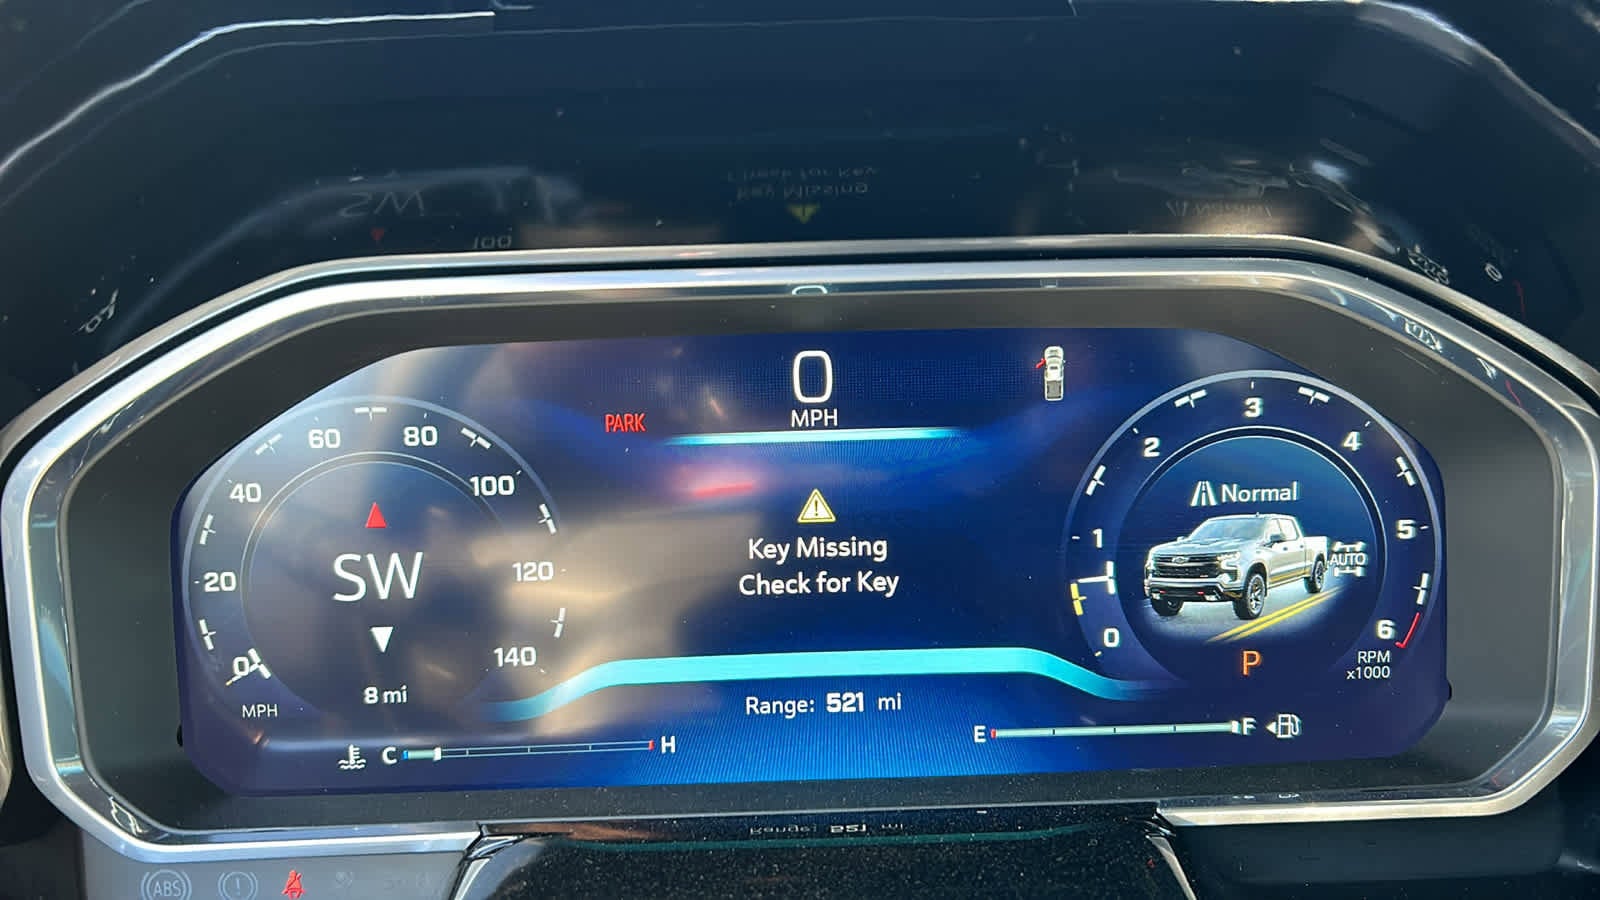 0
MPH
PARK
0
20
40
60
80
100
120
140
MPH
SW
8 mi
Key Missing
Check for Key
Range: 521 mi
C
H
E
F
0
1
2
3
4
5
6
RPM
x1000
Normal
AUTO
P
ABS